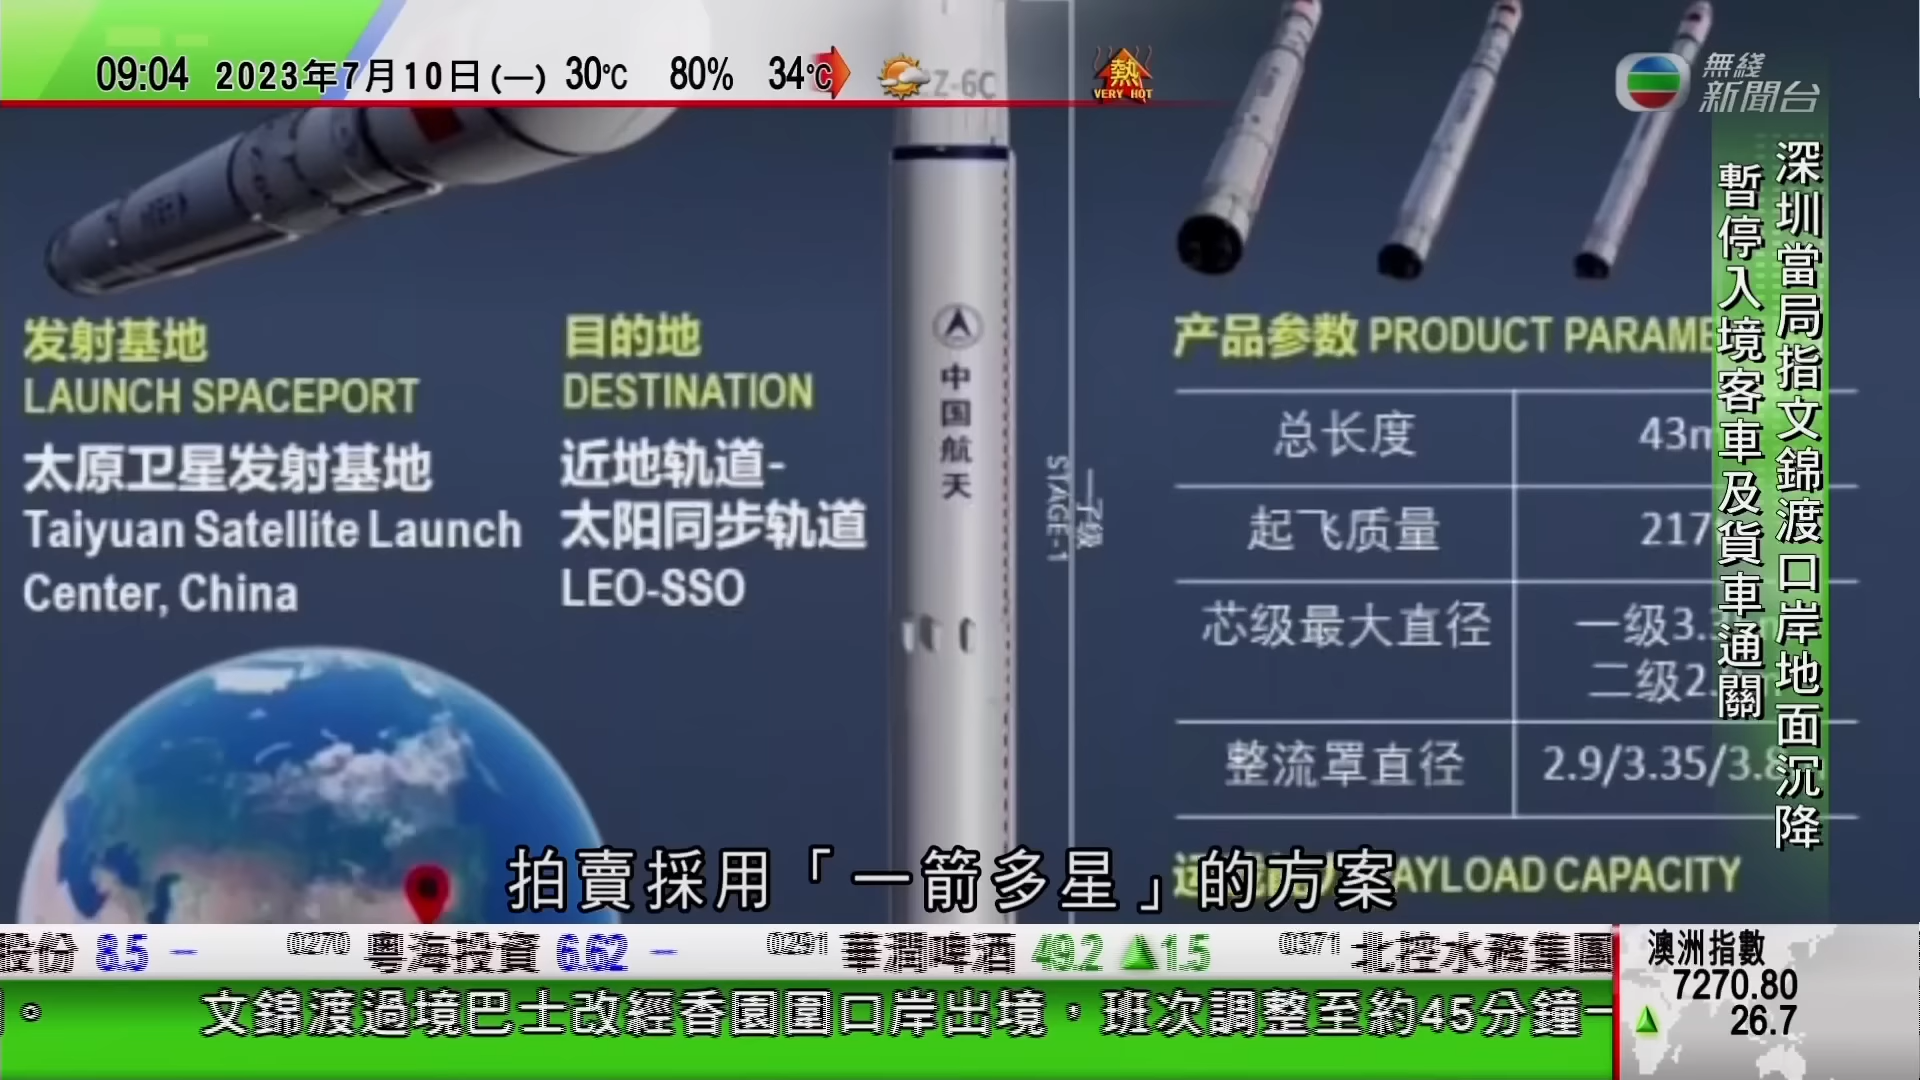 09:04 2023年7月10日(一) 30℃ 80% 34℃
VERY HOT
熱
Z-6C
無綫
新聞台
深圳當局指文錦渡口岸地面沉降
暫停入境客車及貨車通關
发射基地
LAUNCH SPACEPORT
太原卫星发射基地
Taiyuan Satellite Launch
Center, China
目的地
DESTINATION
近地轨道-
太阳同步轨道
LEO-SSO
中国航天
一子级
STAGE-1
产品参数 PRODUCT PARAME
总长度 43m
起飞质量 217
芯级最大直径 一级3.3
二级2.
整流罩直径 2.9/3.35/3.8
PAYLOAD CAPACITY
拍賣採用「一箭多星」的方案
股份 8.5 – 0270 粵海投資 6.62 – 0291 華潤啤酒 49.2 ▲1.5 0371 北控水務集團
。 文錦渡過境巴士改經香園圍口岸出境，班次調整至約45分鐘一
澳洲指數
7270.80
▲ 26.7